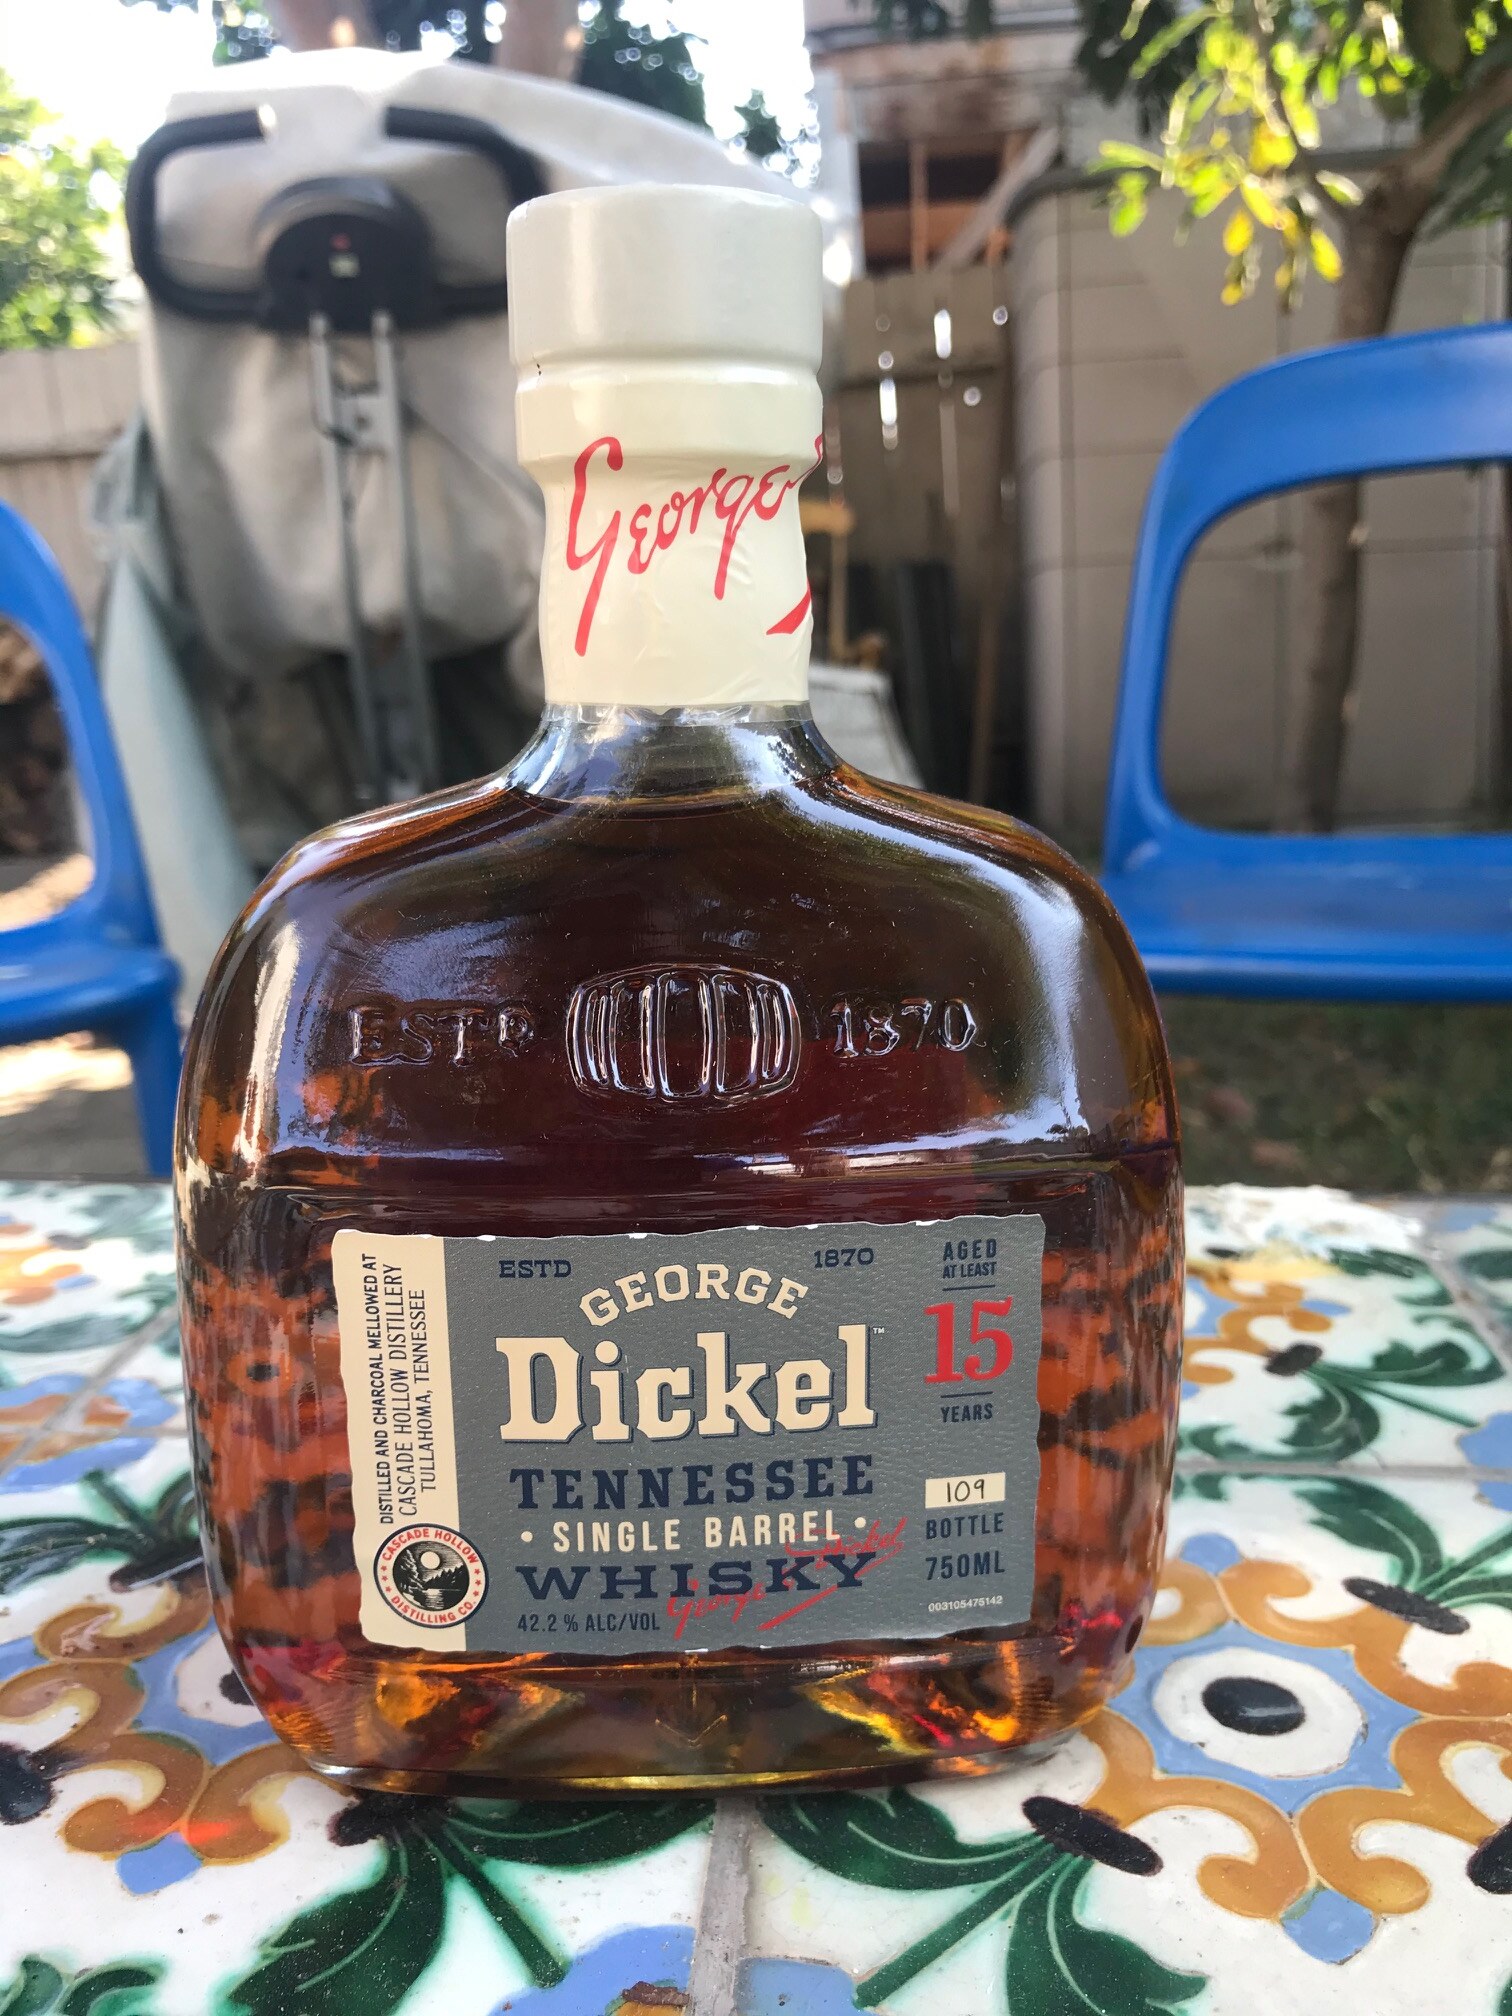 George
ESTD 1870
DISTILLED AND CHARCOAL MELLOWED AT
CASCADE HOLLOW DISTILLERY
TULLAHOMA, TENNESSEE
CASCADE HOLLOW
DISTILLING CO.
ESTD 1870
GEORGE
Dickel™
TENNESSEE
• SINGLE BARREL •
WHISKY
42.2 % ALC/VOL
George Dickel
AGED
AT LEAST
15
YEARS
109
BOTTLE
750ML
003105475142